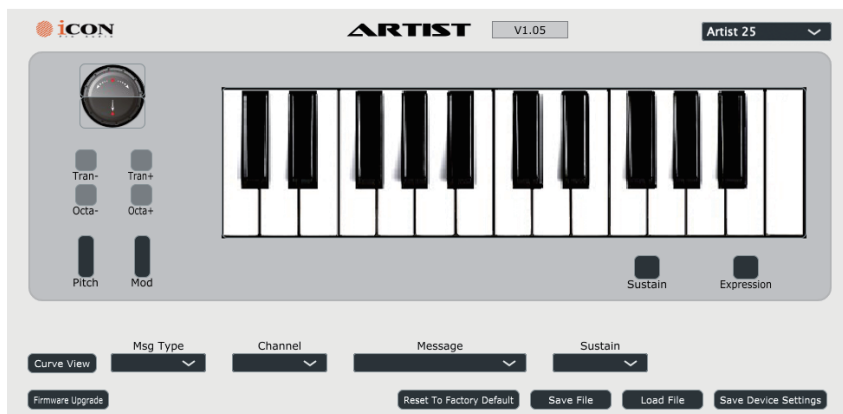 iCON
ARTIST
V1.05
Artist 25
Tran-
Tran+
Octa-
Octa+
Pitch
Mod
Sustain
Expression
Msg Type
Channel
Message
Sustain
Curve View
Firmware Upgrade
Reset To Factory Default
Save File
Load File
Save Device Settings